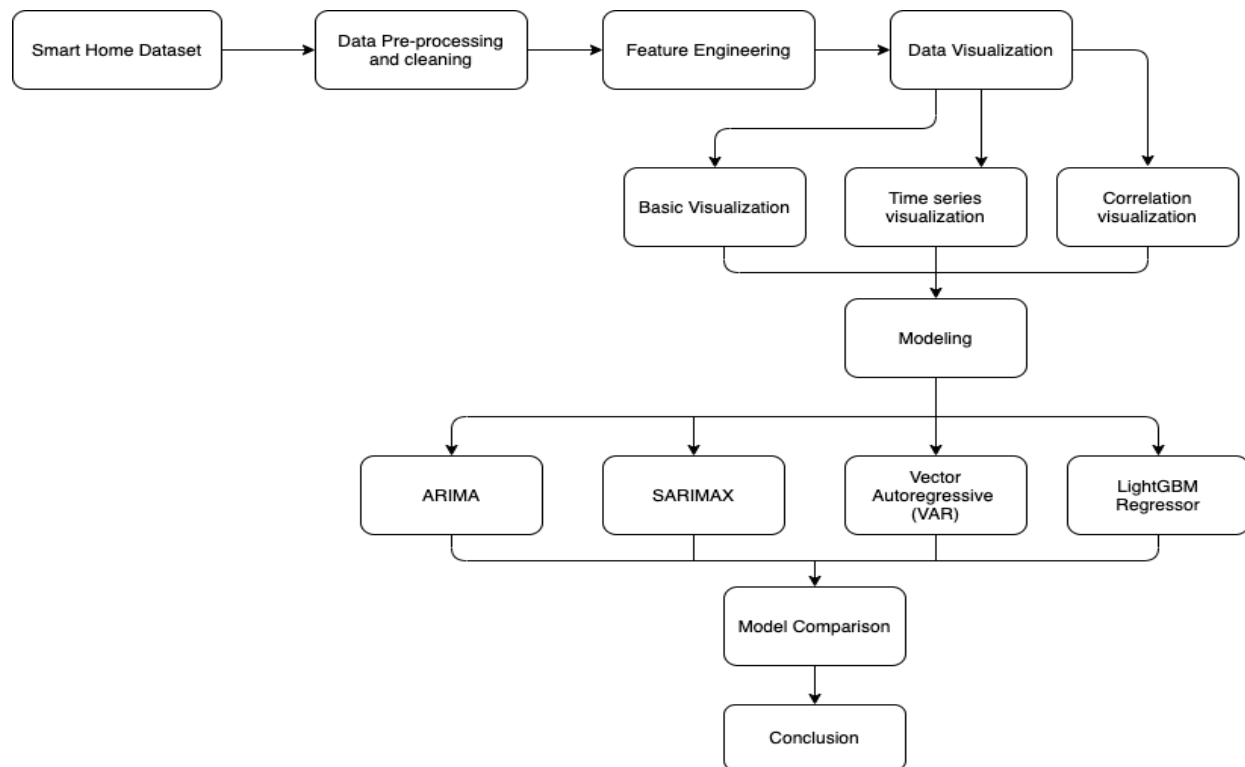 Smart Home Dataset
Data Pre-processing
and cleaning
Feature Engineering
Data Visualization
Basic Visualization
Time series
visualization
Correlation
visualization
Modeling
ARIMA
SARIMAX
Vector
Autoregressive
(VAR)
LightGBM
Regressor
Model Comparison
Conclusion